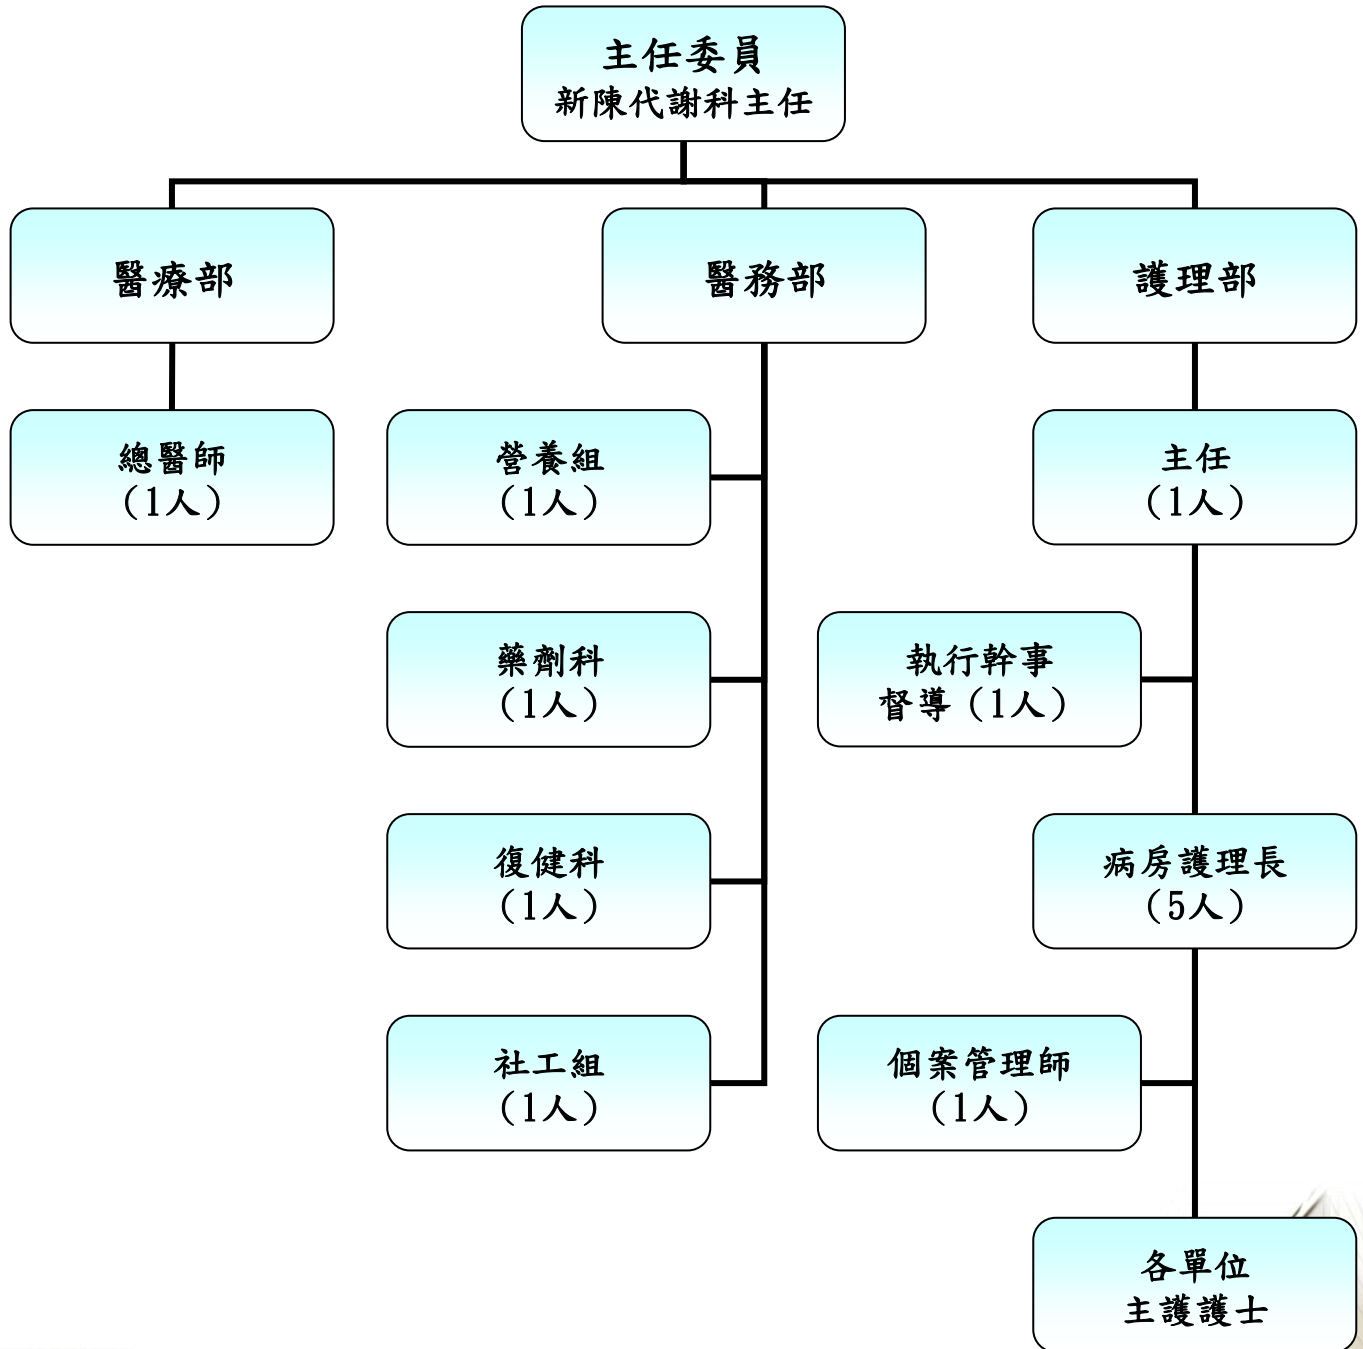 主任委員
新陳代謝科主任
醫療部
醫務部
護理部
總醫師
（1人）
營養組
（1人）
主任
（1人）
藥劑科
（1人）
執行幹事
督導（1人）
復健科
（1人）
病房護理長
（5人）
社工組
（1人）
個案管理師
（1人）
各單位
主護護士